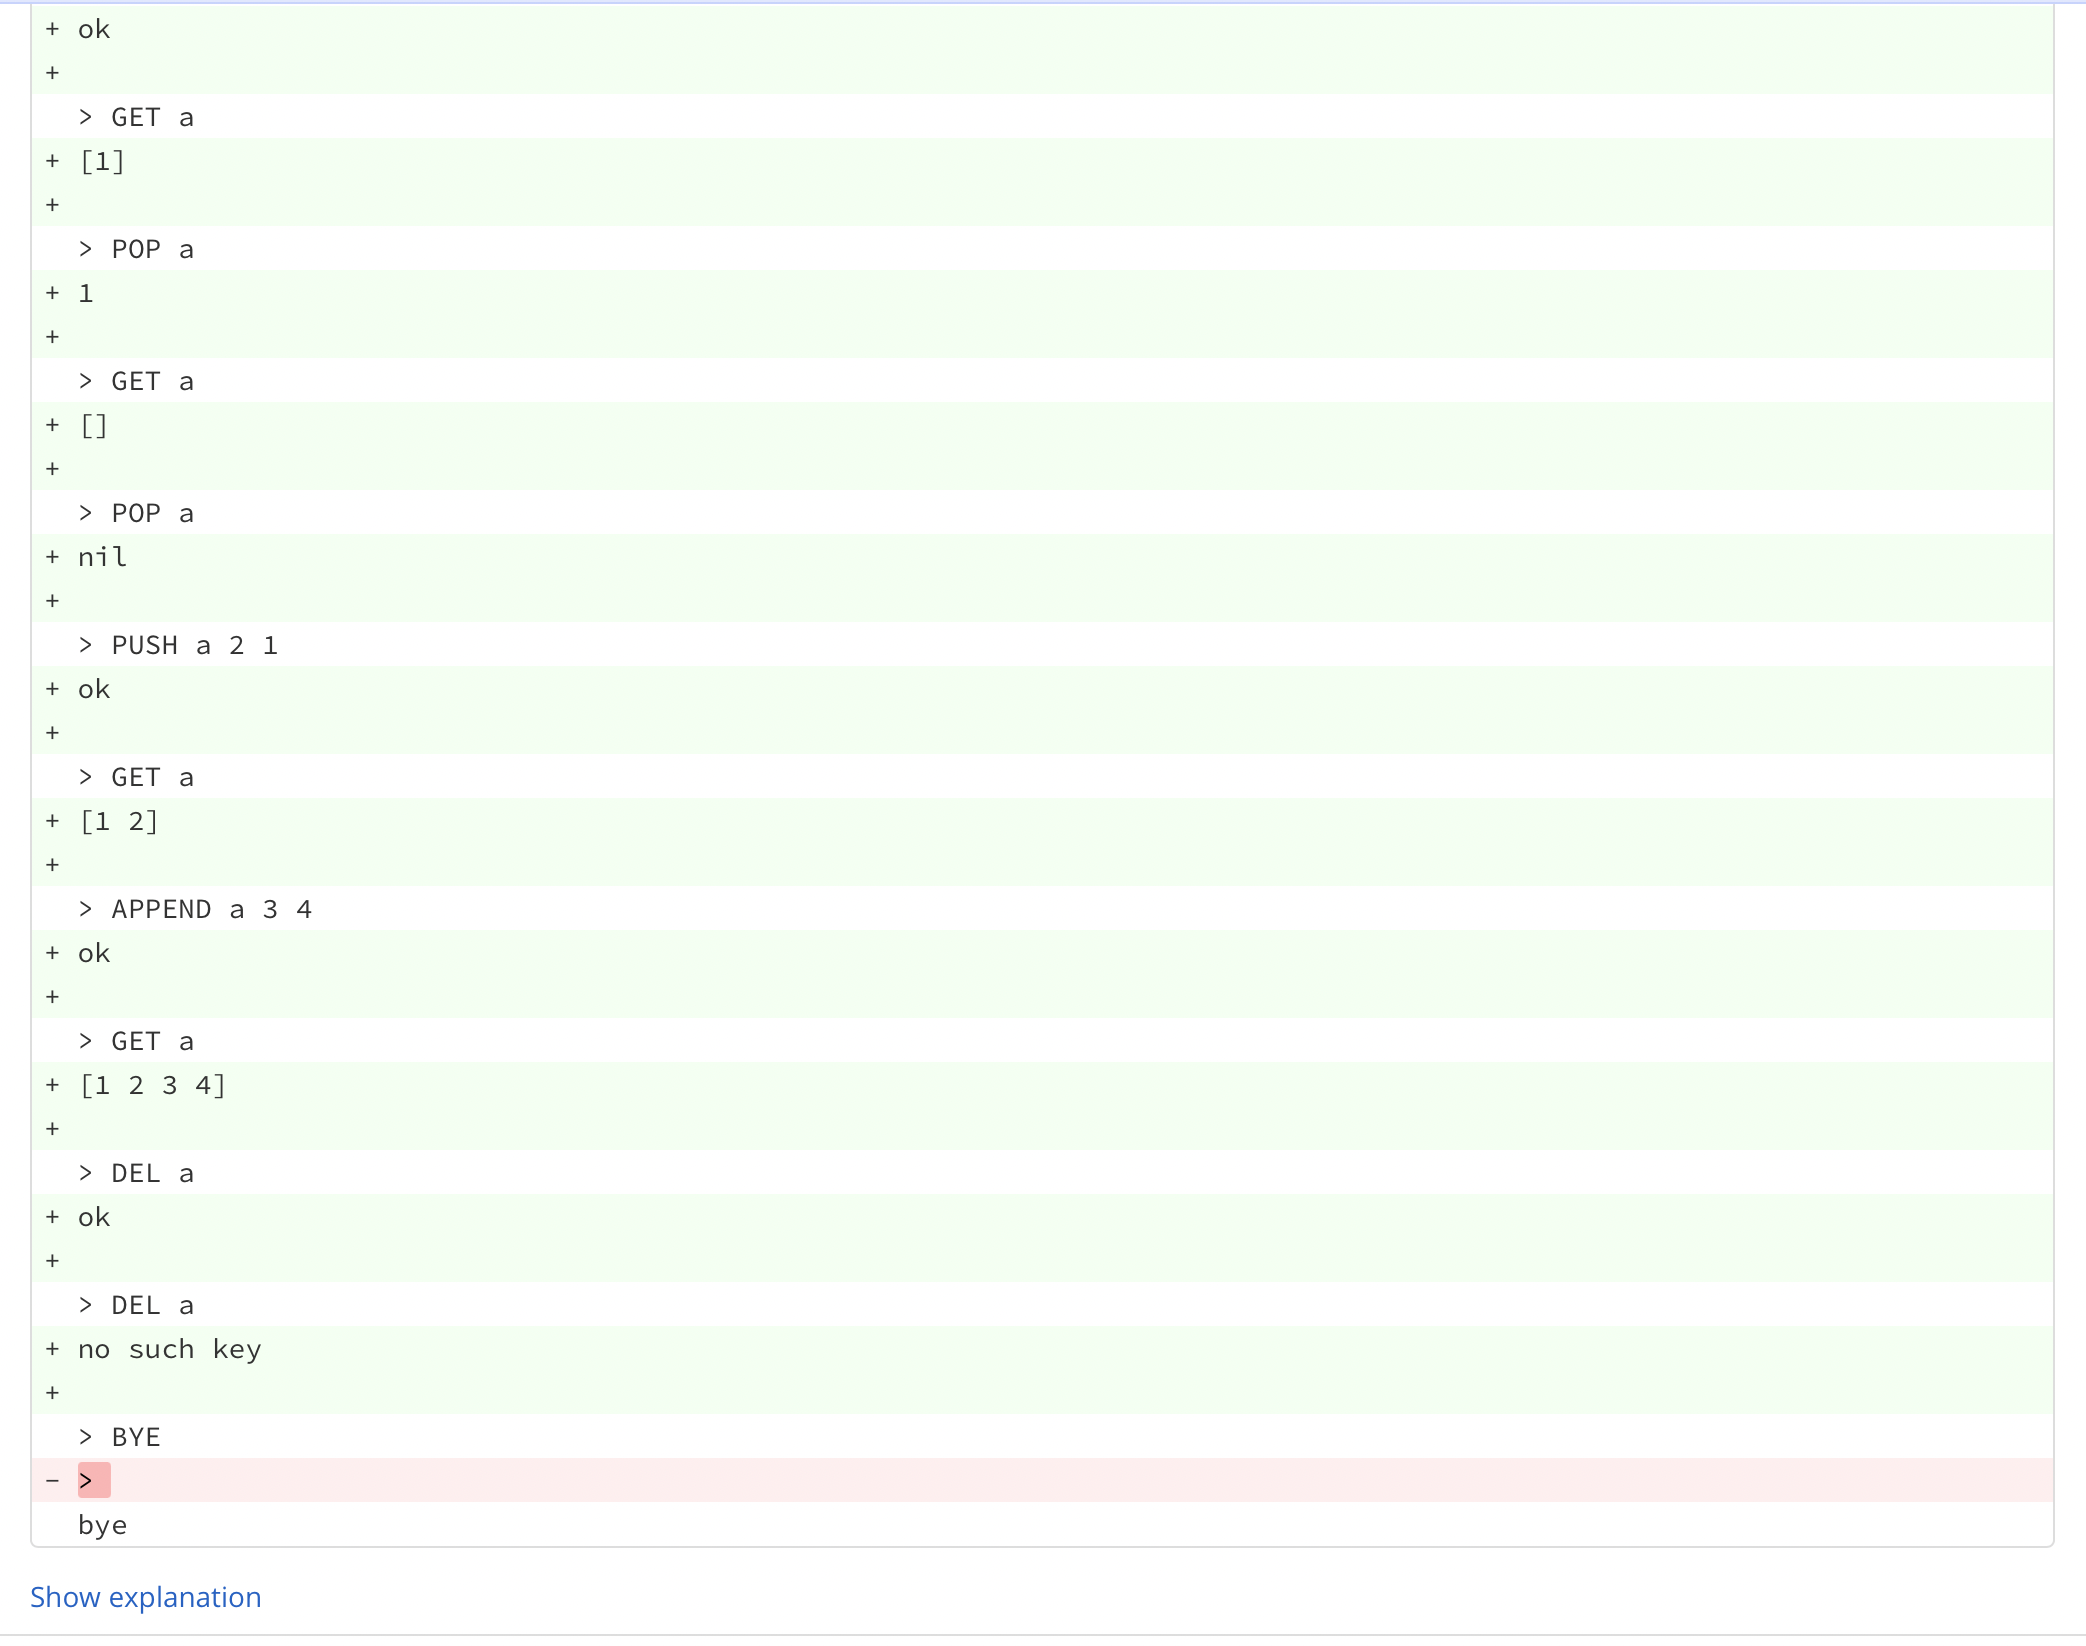 + ok
+
> GET a
+ [1]
+
> POP a
+ 1
+
> GET a
+ []
+
> POP a
+ nil
+
> PUSH a 2 1
+ ok
+
> GET a
+ [1 2]
+
> APPEND a 3 4
+ ok
+
> GET a
+ [1 2 3 4]
+
> DEL a
+ ok
+
> DEL a
+ no such key
+
> BYE
- >
bye
Show explanation